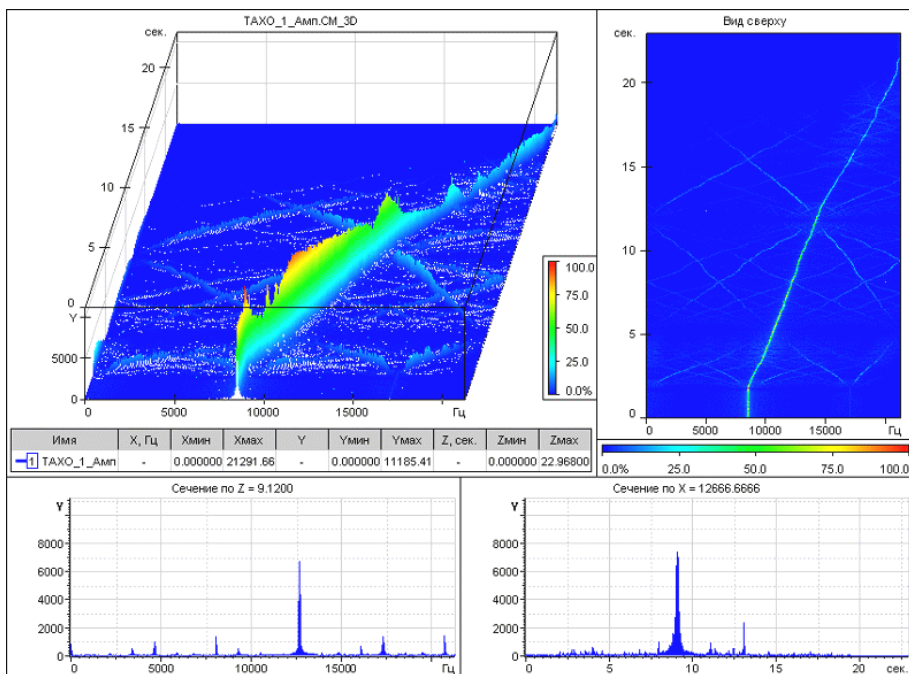 ТАХО_1_Амп.СМ_3D
сек.
20
15
10
5
0
Y
5000
0
0
5000
10000
15000
Гц
100.0
75.0
50.0
25.0
0.0%
Вид сверху
сек.
20
15
10
5
0
0
5000
10000
15000
Гц
0.0%
25.0
50.0
75.0
100.0
Имя X, Гц Xмин Xмах Y Yмин Yмах Z, сек. Zмин Zмах
1 ТАХО_1_Амп - 0.000000 21291.66 - 0.000000 11185.41 - 0.000000 22.96800
Сечение по Z = 9.1200
Y
8000
6000
4000
2000
0
0 5000 10000 15000 Гц
Сечение по X = 12666.6666
Y
8000
6000
4000
2000
0
0 5 10 15 20 сек.